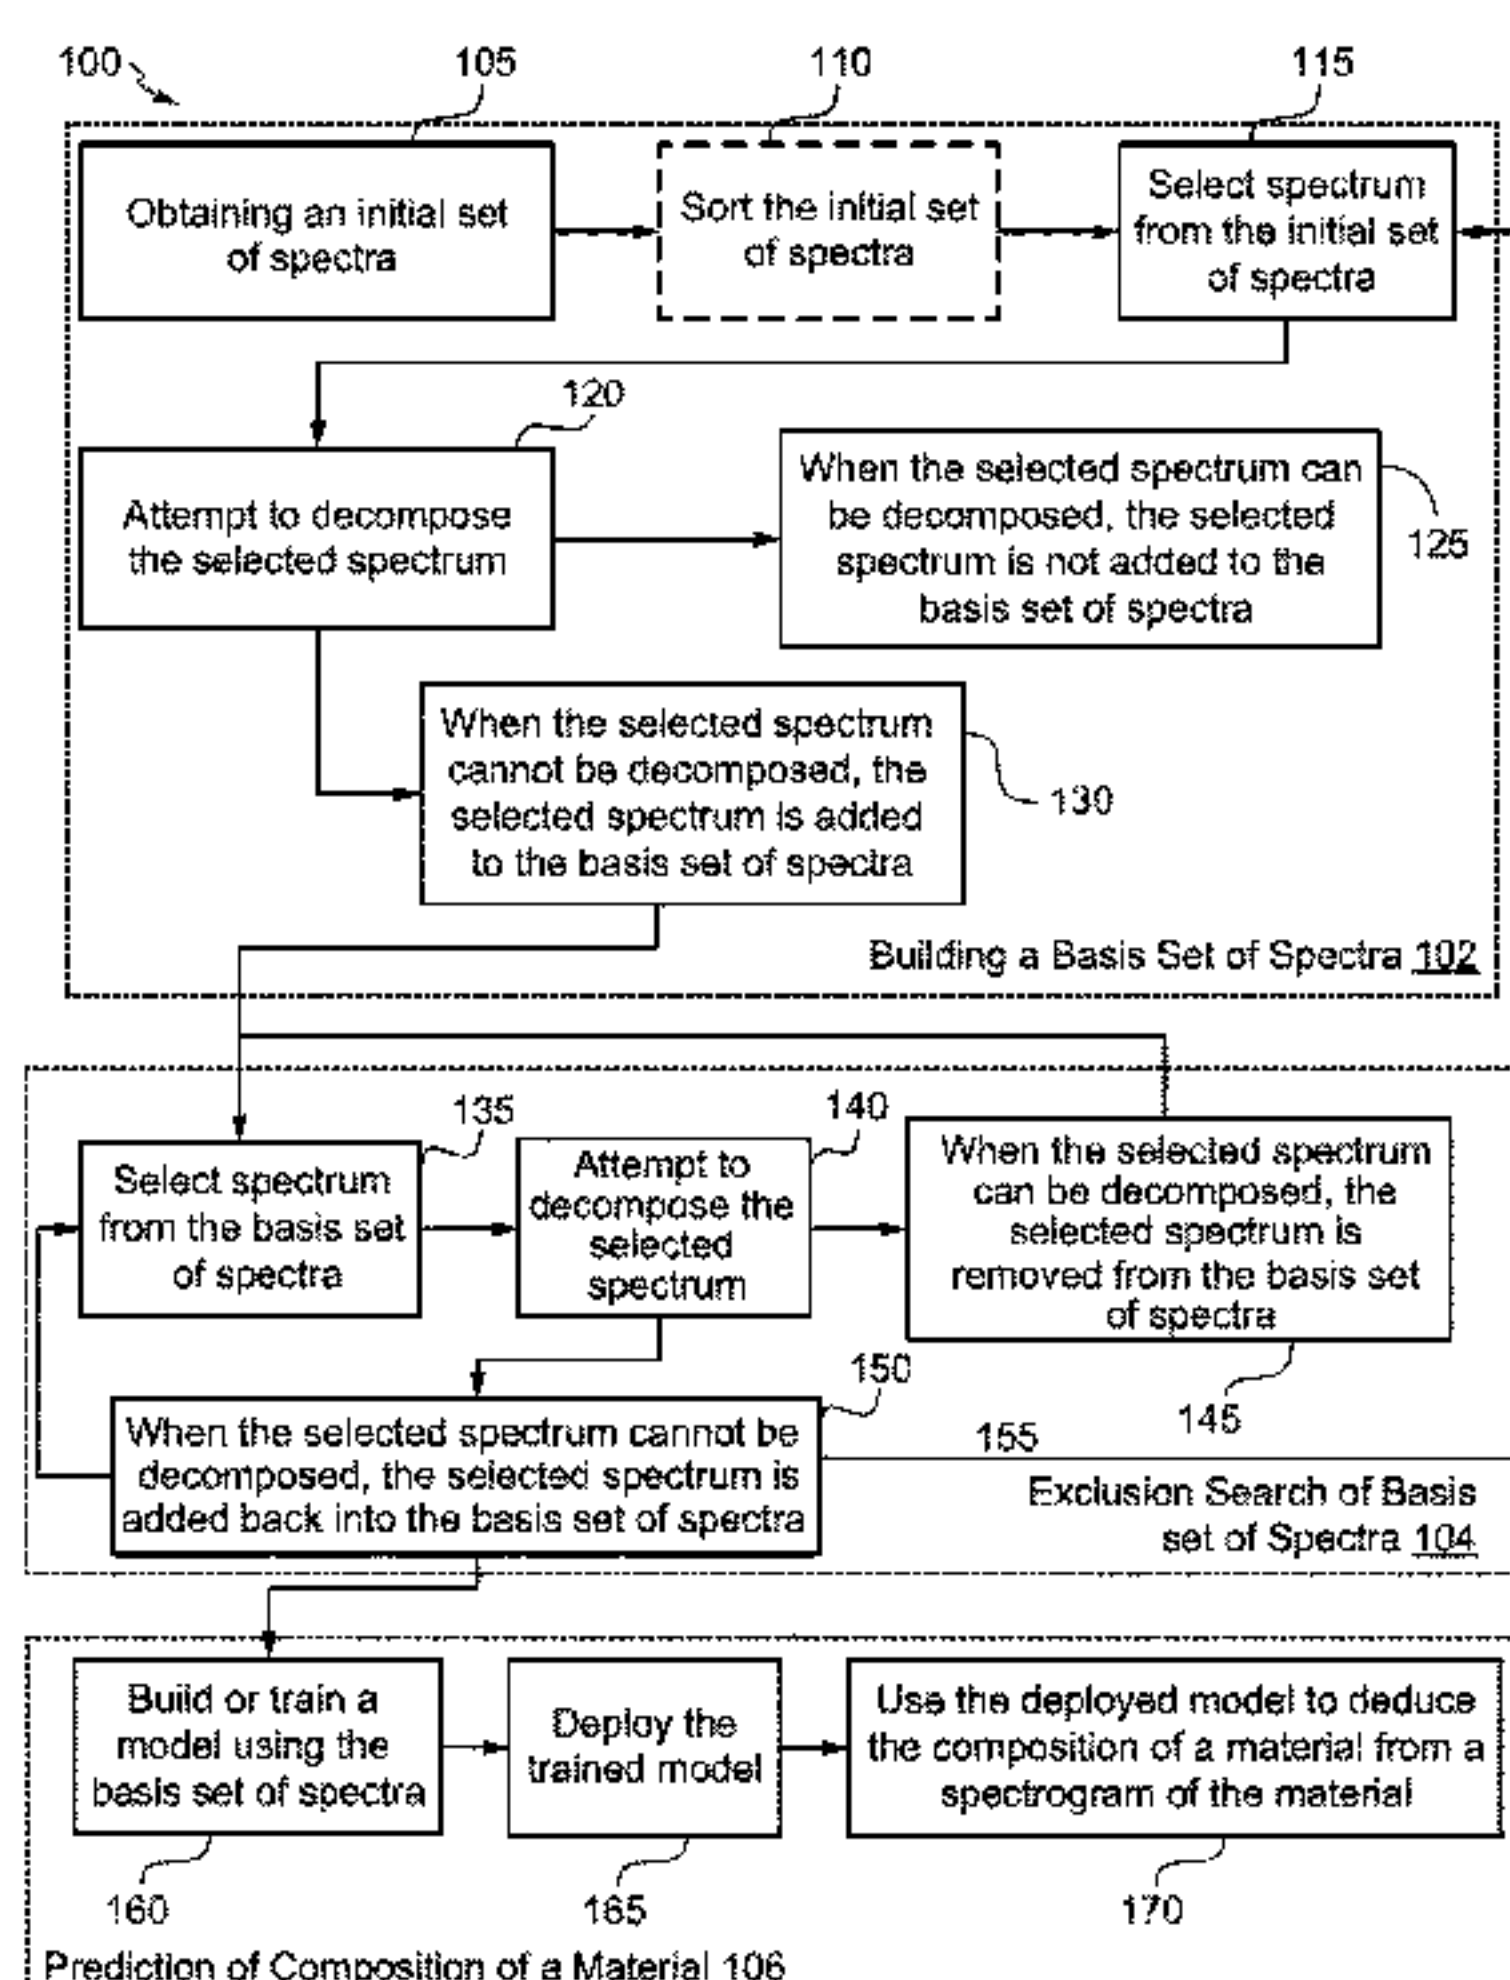 100
105
110
115
Obtaining an initial set
of spectra
Sort the initial set
of spectra
Select spectrum
from the initial set
of spectra
120
Attempt to decompose
the selected spectrum
When the selected spectrum can
be decomposed, the selected
spectrum is not added to the
basis set of spectra
125
When the selected spectrum
cannot be decomposed, the
selected spectrum is added
to the basis set of spectra
130
Building a Basis Set of Spectra 102
135
140
Select spectrum
from the basis set
of spectra
Attempt to
decompose the
selected
spectrum
When the selected spectrum
can be decomposed, the
selected spectrum is
removed from the basis set
of spectra
145
150
155
When the selected spectrum cannot be
decomposed, the selected spectrum is
added back into the basis set of spectra
Exclusion Search of Basis
set of Spectra 104
Build or train a
model using the
basis set of spectra
Deploy the
trained model
Use the deployed model to deduce
the composition of a material from a
spectrogram of the material
160
165
170
Prediction of Composition of a Material 106